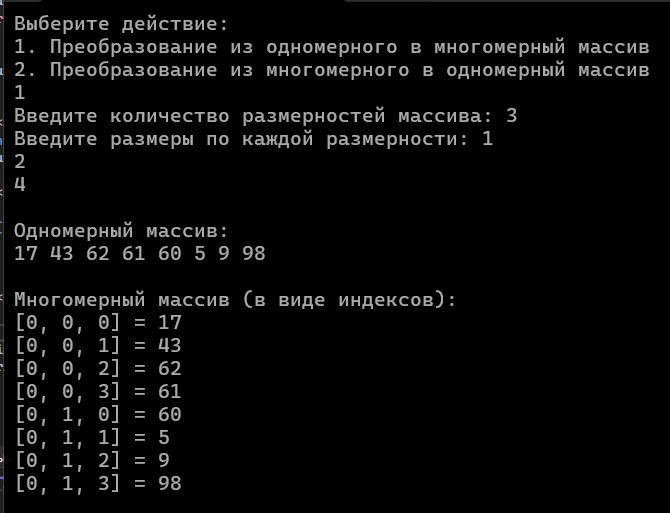 Выберите действие:
1. Преобразование из одномерного в многомерный массив
2. Преобразование из многомерного в одномерный массив
1
Введите количество размерностей массива: 3
Введите размеры по каждой размерности: 1
2
4
Одномерный массив:
17 43 62 61 60 5 9 98
Многомерный массив (в виде индексов):
[0, 0, 0] = 17
[0, 0, 1] = 43
[0, 0, 2] = 62
[0, 0, 3] = 61
[0, 1, 0] = 60
[0, 1, 1] = 5
[0, 1, 2] = 9
[0, 1, 3] = 98